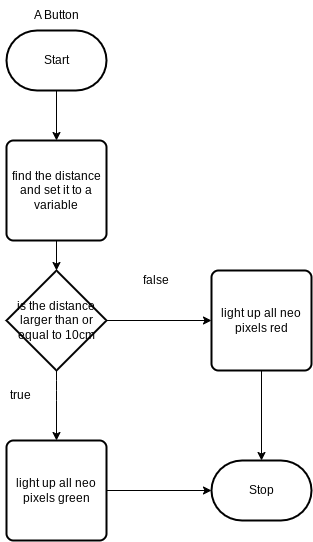 A Button
Start
find the distance
and set it to a
variable
is the distance
larger than or
equal to 10cm
false
light up all neo
pixels red
true
light up all neo
pixels green
Stop